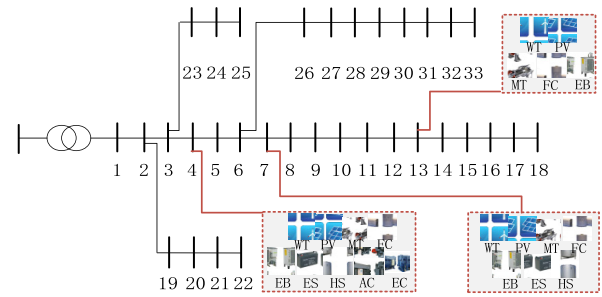 23 24 25
26 27 28 29 30 31 32 33
WT PV
MT FC EB
1 2 3 4 5 6 7 8 9 10 11 12 13 14 15 16 17 18
19 20 21 22
WT PV MT FC
EB ES HS AC EC
WT PV MT FC
EB ES HS